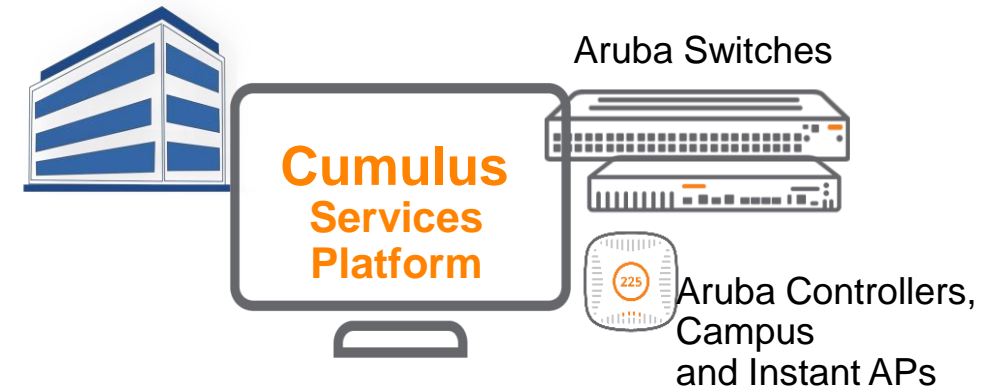 Aruba Switches
Cumulus
Services
Platform
225
Aruba Controllers,
Campus
and Instant APs